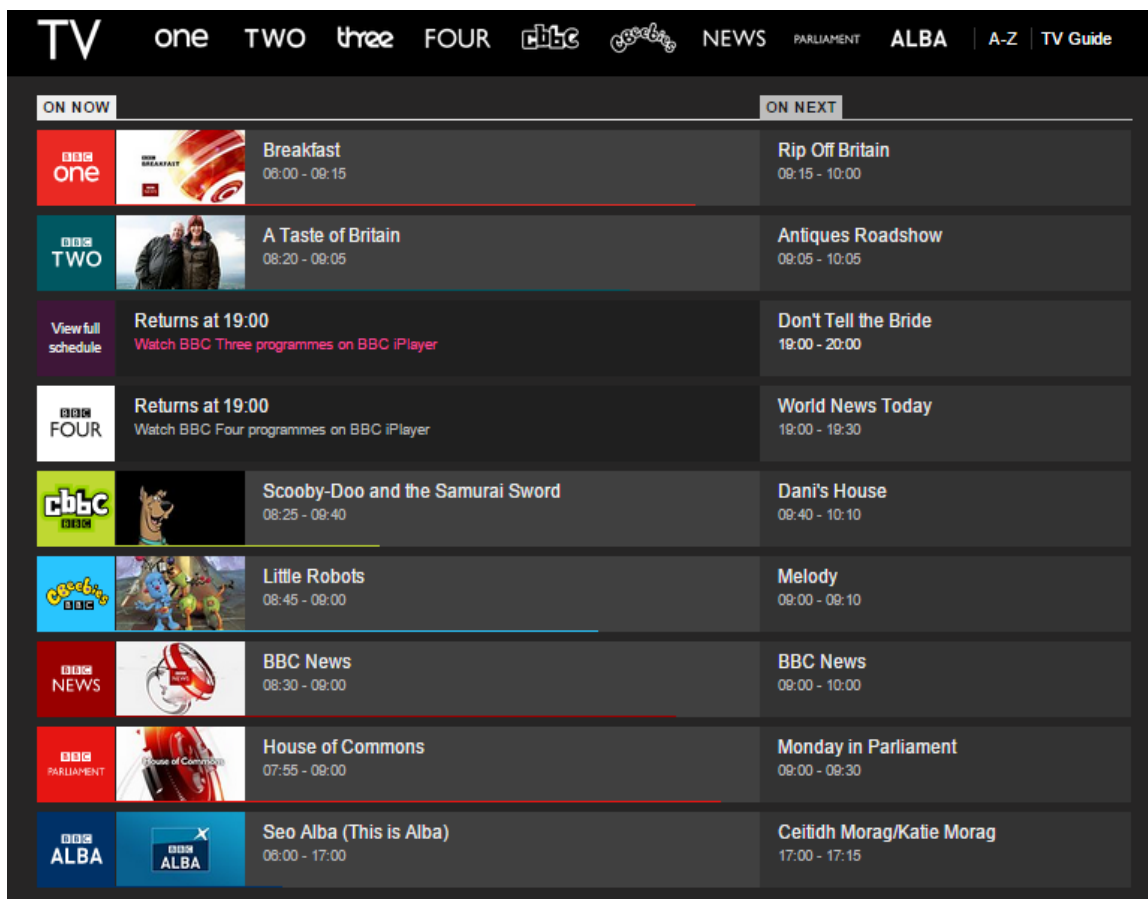 TV one TWO three FOUR cbbc cbeebies NEWS PARLIAMENT ALBA A-Z TV Guide
ON NOW ON NEXT
BBC one
BBC BREAKFAST
BBC NEWS
Breakfast
06:00 - 09:15
Rip Off Britain
09:15 - 10:00
BBC TWO
A Taste of Britain
08:20 - 09:05
Antiques Roadshow
09:05 - 10:05
View full
schedule
Returns at 19:00
Watch BBC Three programmes on BBC iPlayer
Don't Tell the Bride
19:00 - 20:00
BBC FOUR
Returns at 19:00
Watch BBC Four programmes on BBC iPlayer
World News Today
19:00 - 19:30
cbbc BBC
Scooby-Doo and the Samurai Sword
08:25 - 09:40
Dani's House
09:40 - 10:10
cbeebies BBC
Little Robots
08:45 - 09:00
Melody
09:00 - 09:10
BBC NEWS
NEWS
BBC News
08:30 - 09:00
BBC News
09:00 - 10:00
BBC PARLIAMENT
House of Commons
House of Commons
07:55 - 09:00
Monday in Parliament
09:00 - 09:30
BBC ALBA
BBC ALBA
Seo Alba (This is Alba)
06:00 - 17:00
Ceitidh Morag/Katie Morag
17:00 - 17:15